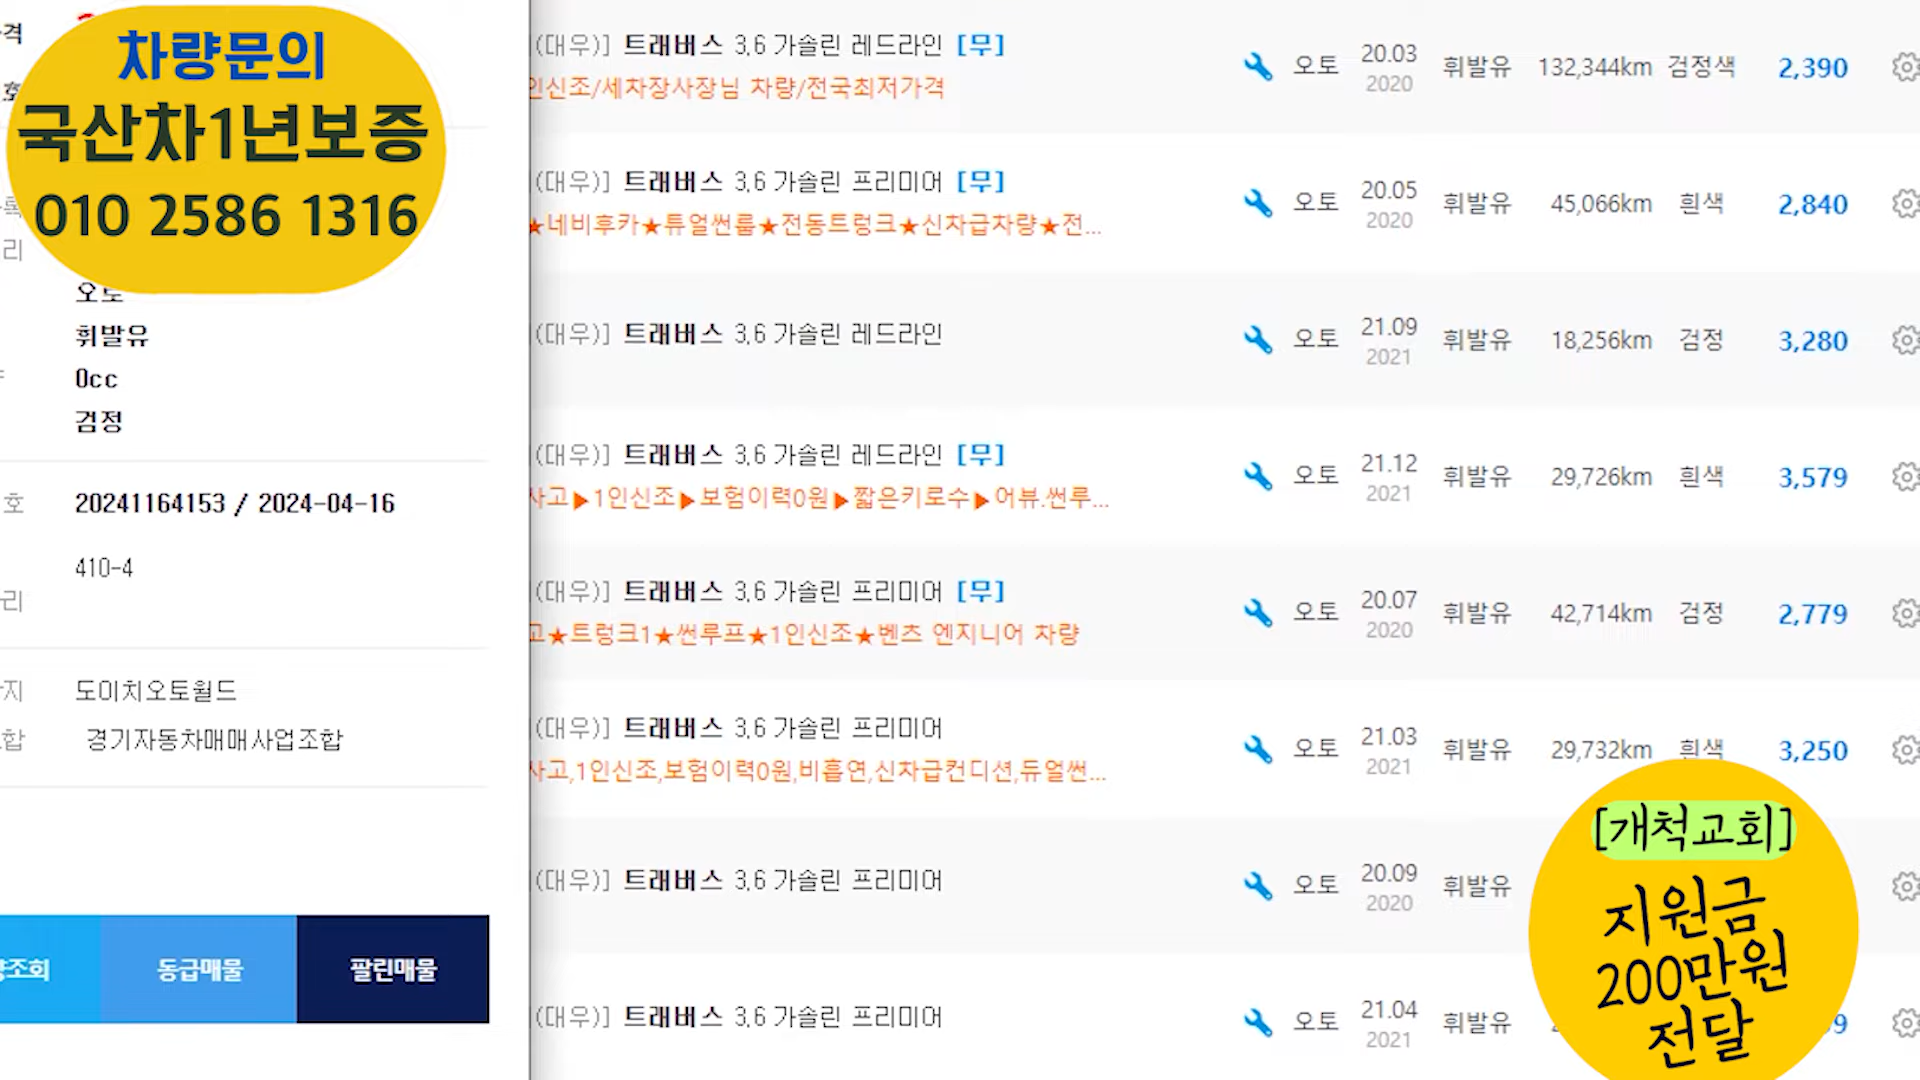 격
차량문의
국산차1년보증
010 2586 1316
리
오토
휘발유
0cc
검정
호
20241164153 / 2024-04-16
410-4
리
지
도이치오토월드
합
경기자동차매매사업조합
조회
동급매물
팔린매물
(대우)] 트래버스 3.6 가솔린 레드라인 [무]
인신조/세차장사장님 차량/전국최저가격
오토 20.03 2020 휘발유 132,344km 검정색 2,390
(대우)] 트래버스 3.6 가솔린 프리미어 [무]
★네비후카★듀얼썬룹★전동트렁크★신차급차량★전...
오토 20.05 2020 휘발유 45,066km 흰색 2,840
(대우)] 트래버스 3.6 가솔린 레드라인
오토 21.09 2021 휘발유 18,256km 검정 3,280
(대우)] 트래버스 3.6 가솔린 레드라인 [무]
사고▶1인신조▶보험이력0원▶짧은키로수▶어뷰.썬루...
오토 21.12 2021 휘발유 29,726km 흰색 3,579
(대우)] 트래버스 3.6 가솔린 프리미어 [무]
고★트렁크1★썬루프★1인신조★벤츠 엔지니어 차량
오토 20.07 2020 휘발유 42,714km 검정 2,779
(대우)] 트래버스 3.6 가솔린 프리미어
사고,1인신조,보험이력0원,비흡연,신차급컨디션,듀얼썬...
오토 21.03 2021 휘발유 29,732km 흰색 3,250
(대우)] 트래버스 3.6 가솔린 프리미어
오토 20.09 2020 휘발유
(대우)] 트래버스 3.6 가솔린 프리미어
오토 21.04 2021 휘발유 9
[개척교회]
지원금
200만원
전달